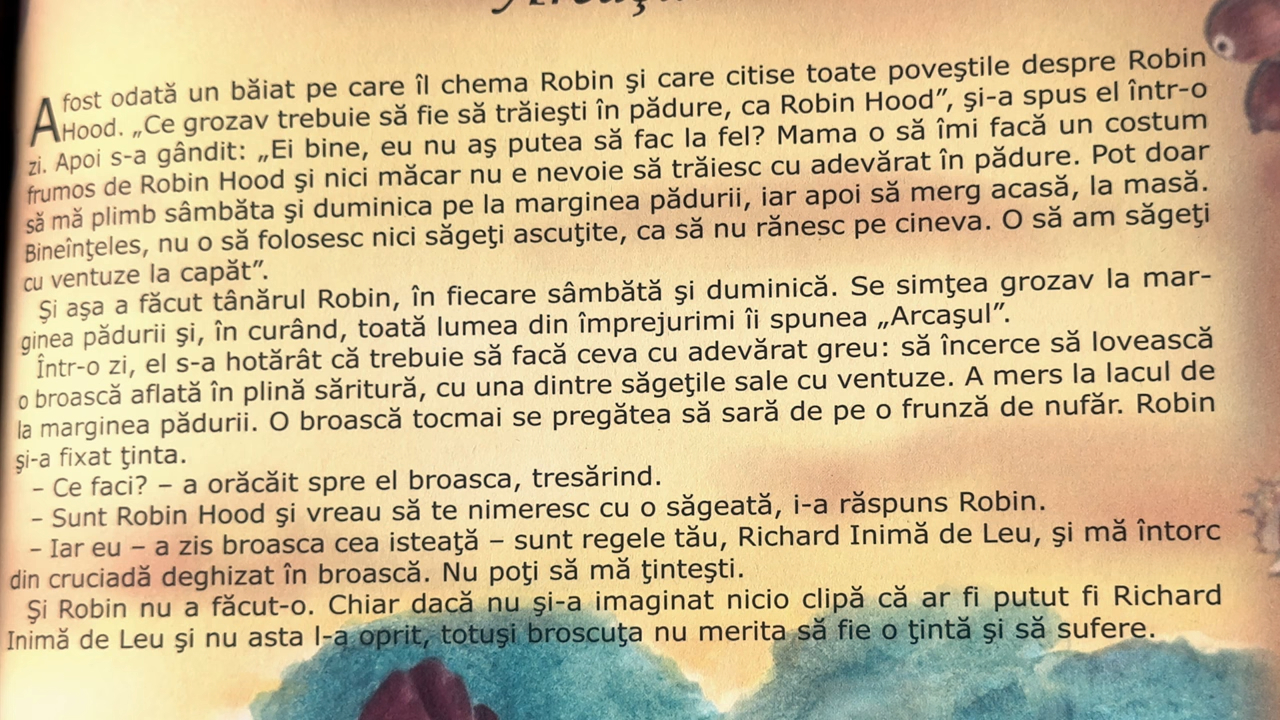 A fost odată un băiat pe care îl chema Robin şi care citise toate poveştile despre Robin
Hood. „Ce grozav trebuie să fie să trăieşti în pădure, ca Robin Hood”, şi-a spus el într-o
zi. Apoi s-a gândit: „Ei bine, eu nu aş putea să fac la fel? Mama o să îmi facă un costum
frumos de Robin Hood şi nici măcar nu e nevoie să trăiesc cu adevărat în pădure. Pot doar
să mă plimb sâmbăta şi duminica pe la marginea pădurii, iar apoi să merg acasă, la masă.
Bineînţeles, nu o să folosesc nici săgeţi ascuţite, ca să nu rănesc pe cineva. O să am săgeţi
cu ventuze la capăt”.
Şi aşa a făcut tânărul Robin, în fiecare sâmbătă şi duminică. Se simţea grozav la mar-
ginea pădurii şi, în curând, toată lumea din împrejurimi îi spunea „Arcaşul”.
Într-o zi, el s-a hotărât că trebuie să facă ceva cu adevărat greu: să încerce să lovească
o broască aflată în plină săritură, cu una dintre săgeţile sale cu ventuze. A mers la lacul de
la marginea pădurii. O broască tocmai se pregătea să sară de pe o frunză de nufăr. Robin
şi-a fixat ţinta.
– Ce faci? – a orăcăit spre el broasca, tresărind.
– Sunt Robin Hood şi vreau să te nimeresc cu o săgeată, i-a răspuns Robin.
– Iar eu – a zis broasca cea isteaţă – sunt regele tău, Richard Inimă de Leu, şi mă întorc
din cruciadă deghizat în broască. Nu poţi să mă ţinteşti.
Şi Robin nu a făcut-o. Chiar dacă nu şi-a imaginat nicio clipă că ar fi putut fi Richard
Inimă de Leu şi nu asta l-a oprit, totuşi broscuţa nu merita să fie o ţintă şi să sufere.